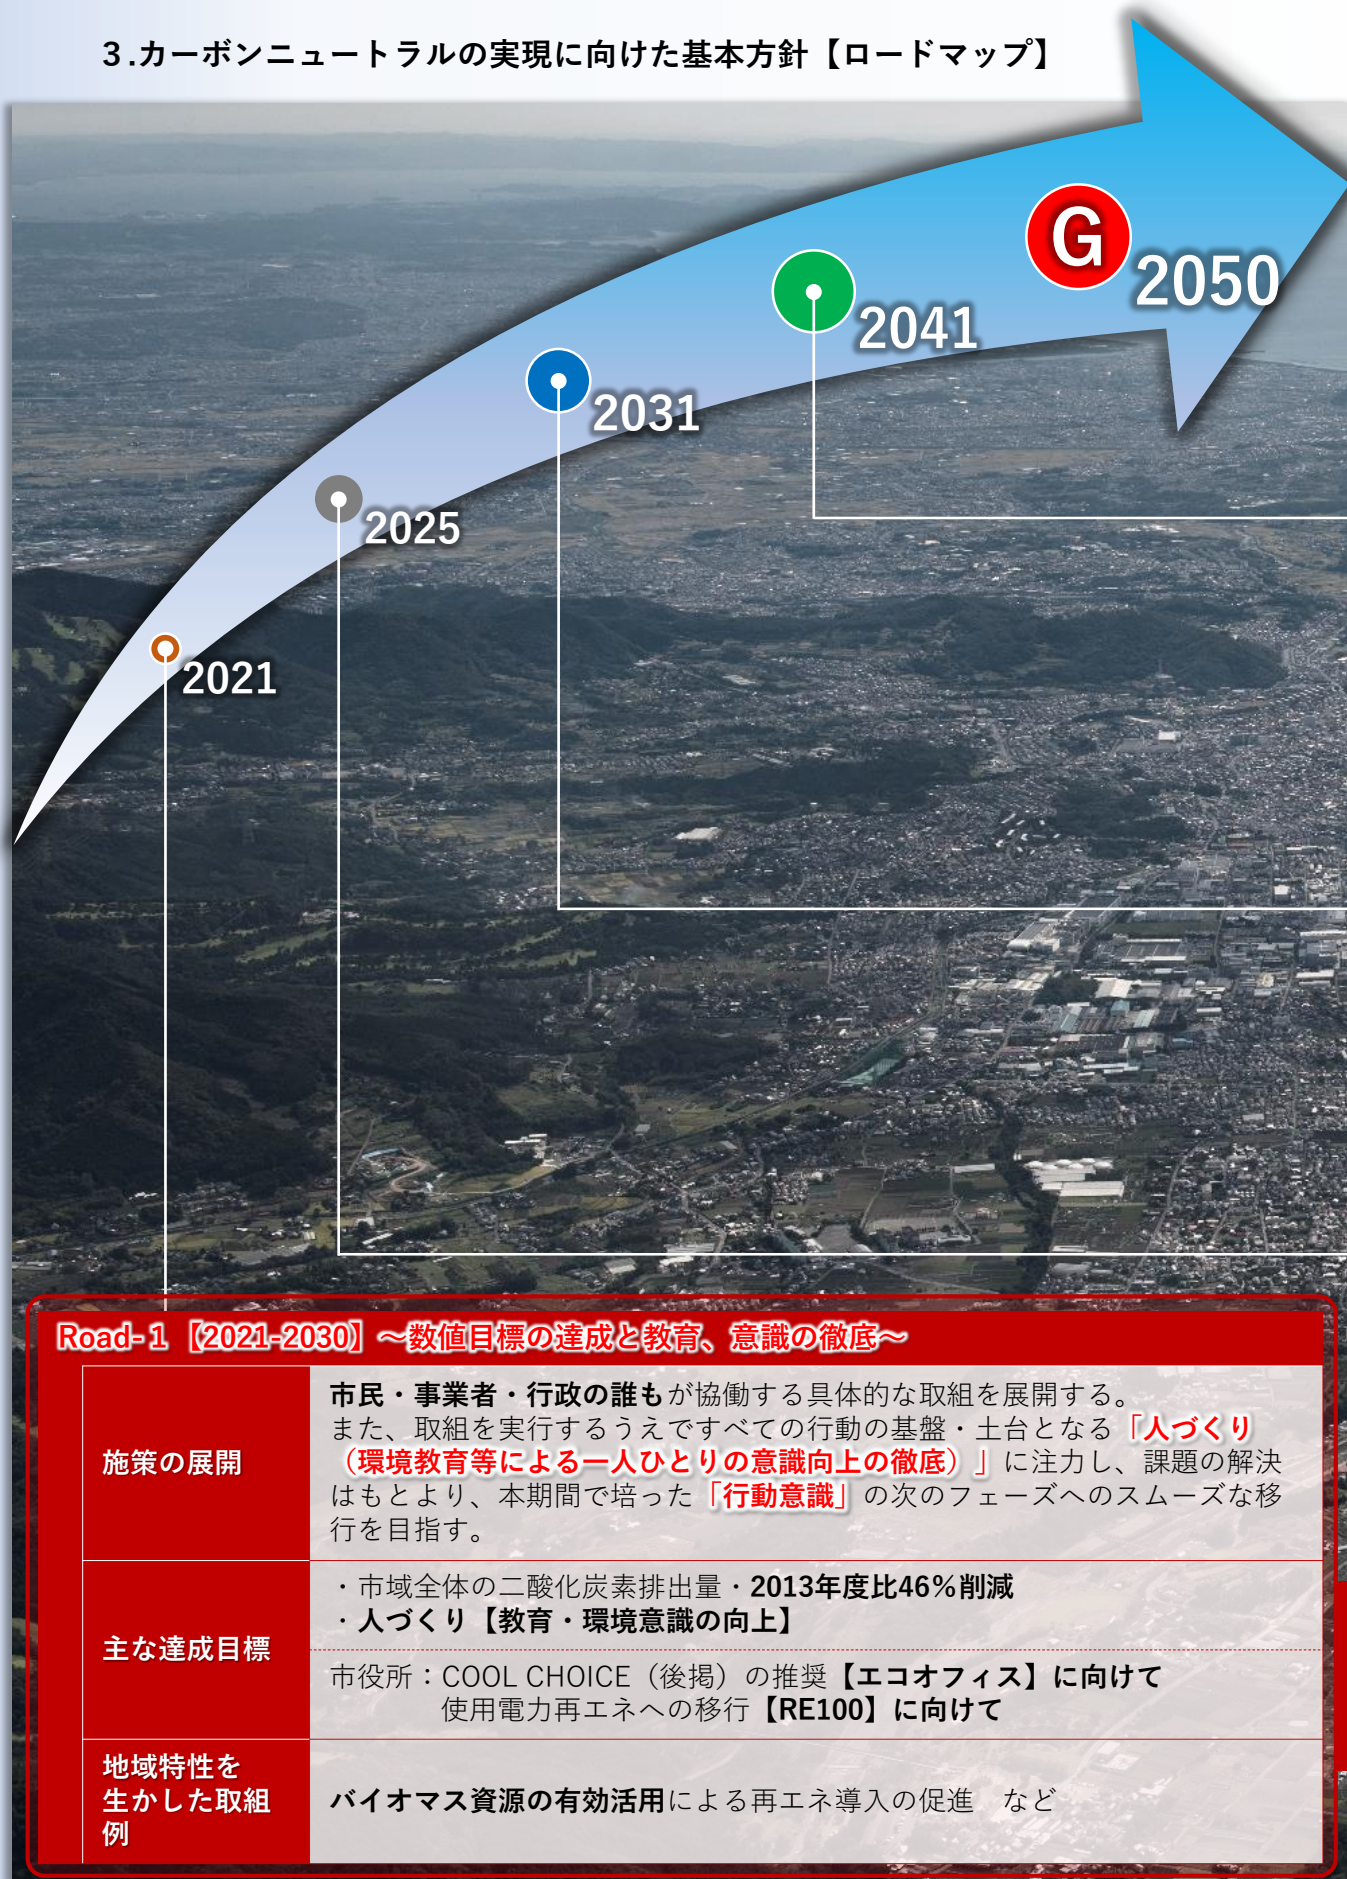 ３.カーボンニュートラルの実現に向けた基本方針【ロードマップ】
G
2050
2041
2031
2025
2021
Road-１【2021-2030】～数値目標の達成と教育、意識の徹底～
施策の展開
市民・事業者・行政の誰もが協働する具体的な取組を展開する。
また、取組を実行するうえですべての行動の基盤・土台となる「人づくり
（環境教育等による一人ひとりの意識向上の徹底）」に注力し、課題の解決
はもとより、本期間で培った「行動意識」の次のフェーズへのスムーズな移
行を目指す。
主な達成目標
・市域全体の二酸化炭素排出量・2013年度比46%削減
・人づくり【教育・環境意識の向上】
市役所：COOL CHOICE（後掲）の推奨【エコオフィス】に向けて
使用電力再エネへの移行【RE100】に向けて
地域特性を
生かした取組
例
バイオマス資源の有効活用による再エネ導入の促進　など